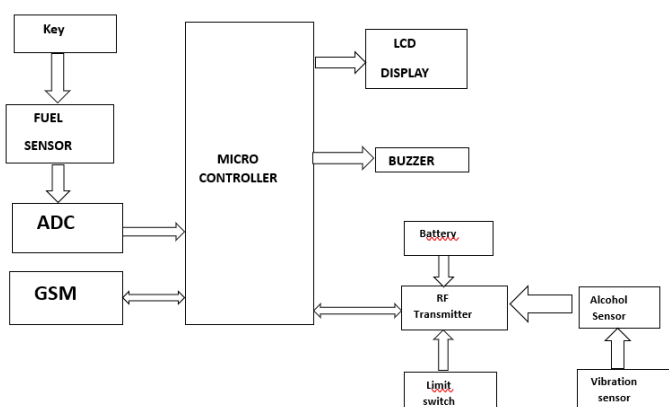 Key
FUEL
SENSOR
ADC
GSM
MICRO
CONTROLLER
LCD
DISPLAY
BUZZER
Battery
RF
Transmitter
Limit
switch
Alcohol
Sensor
Vibration
sensor